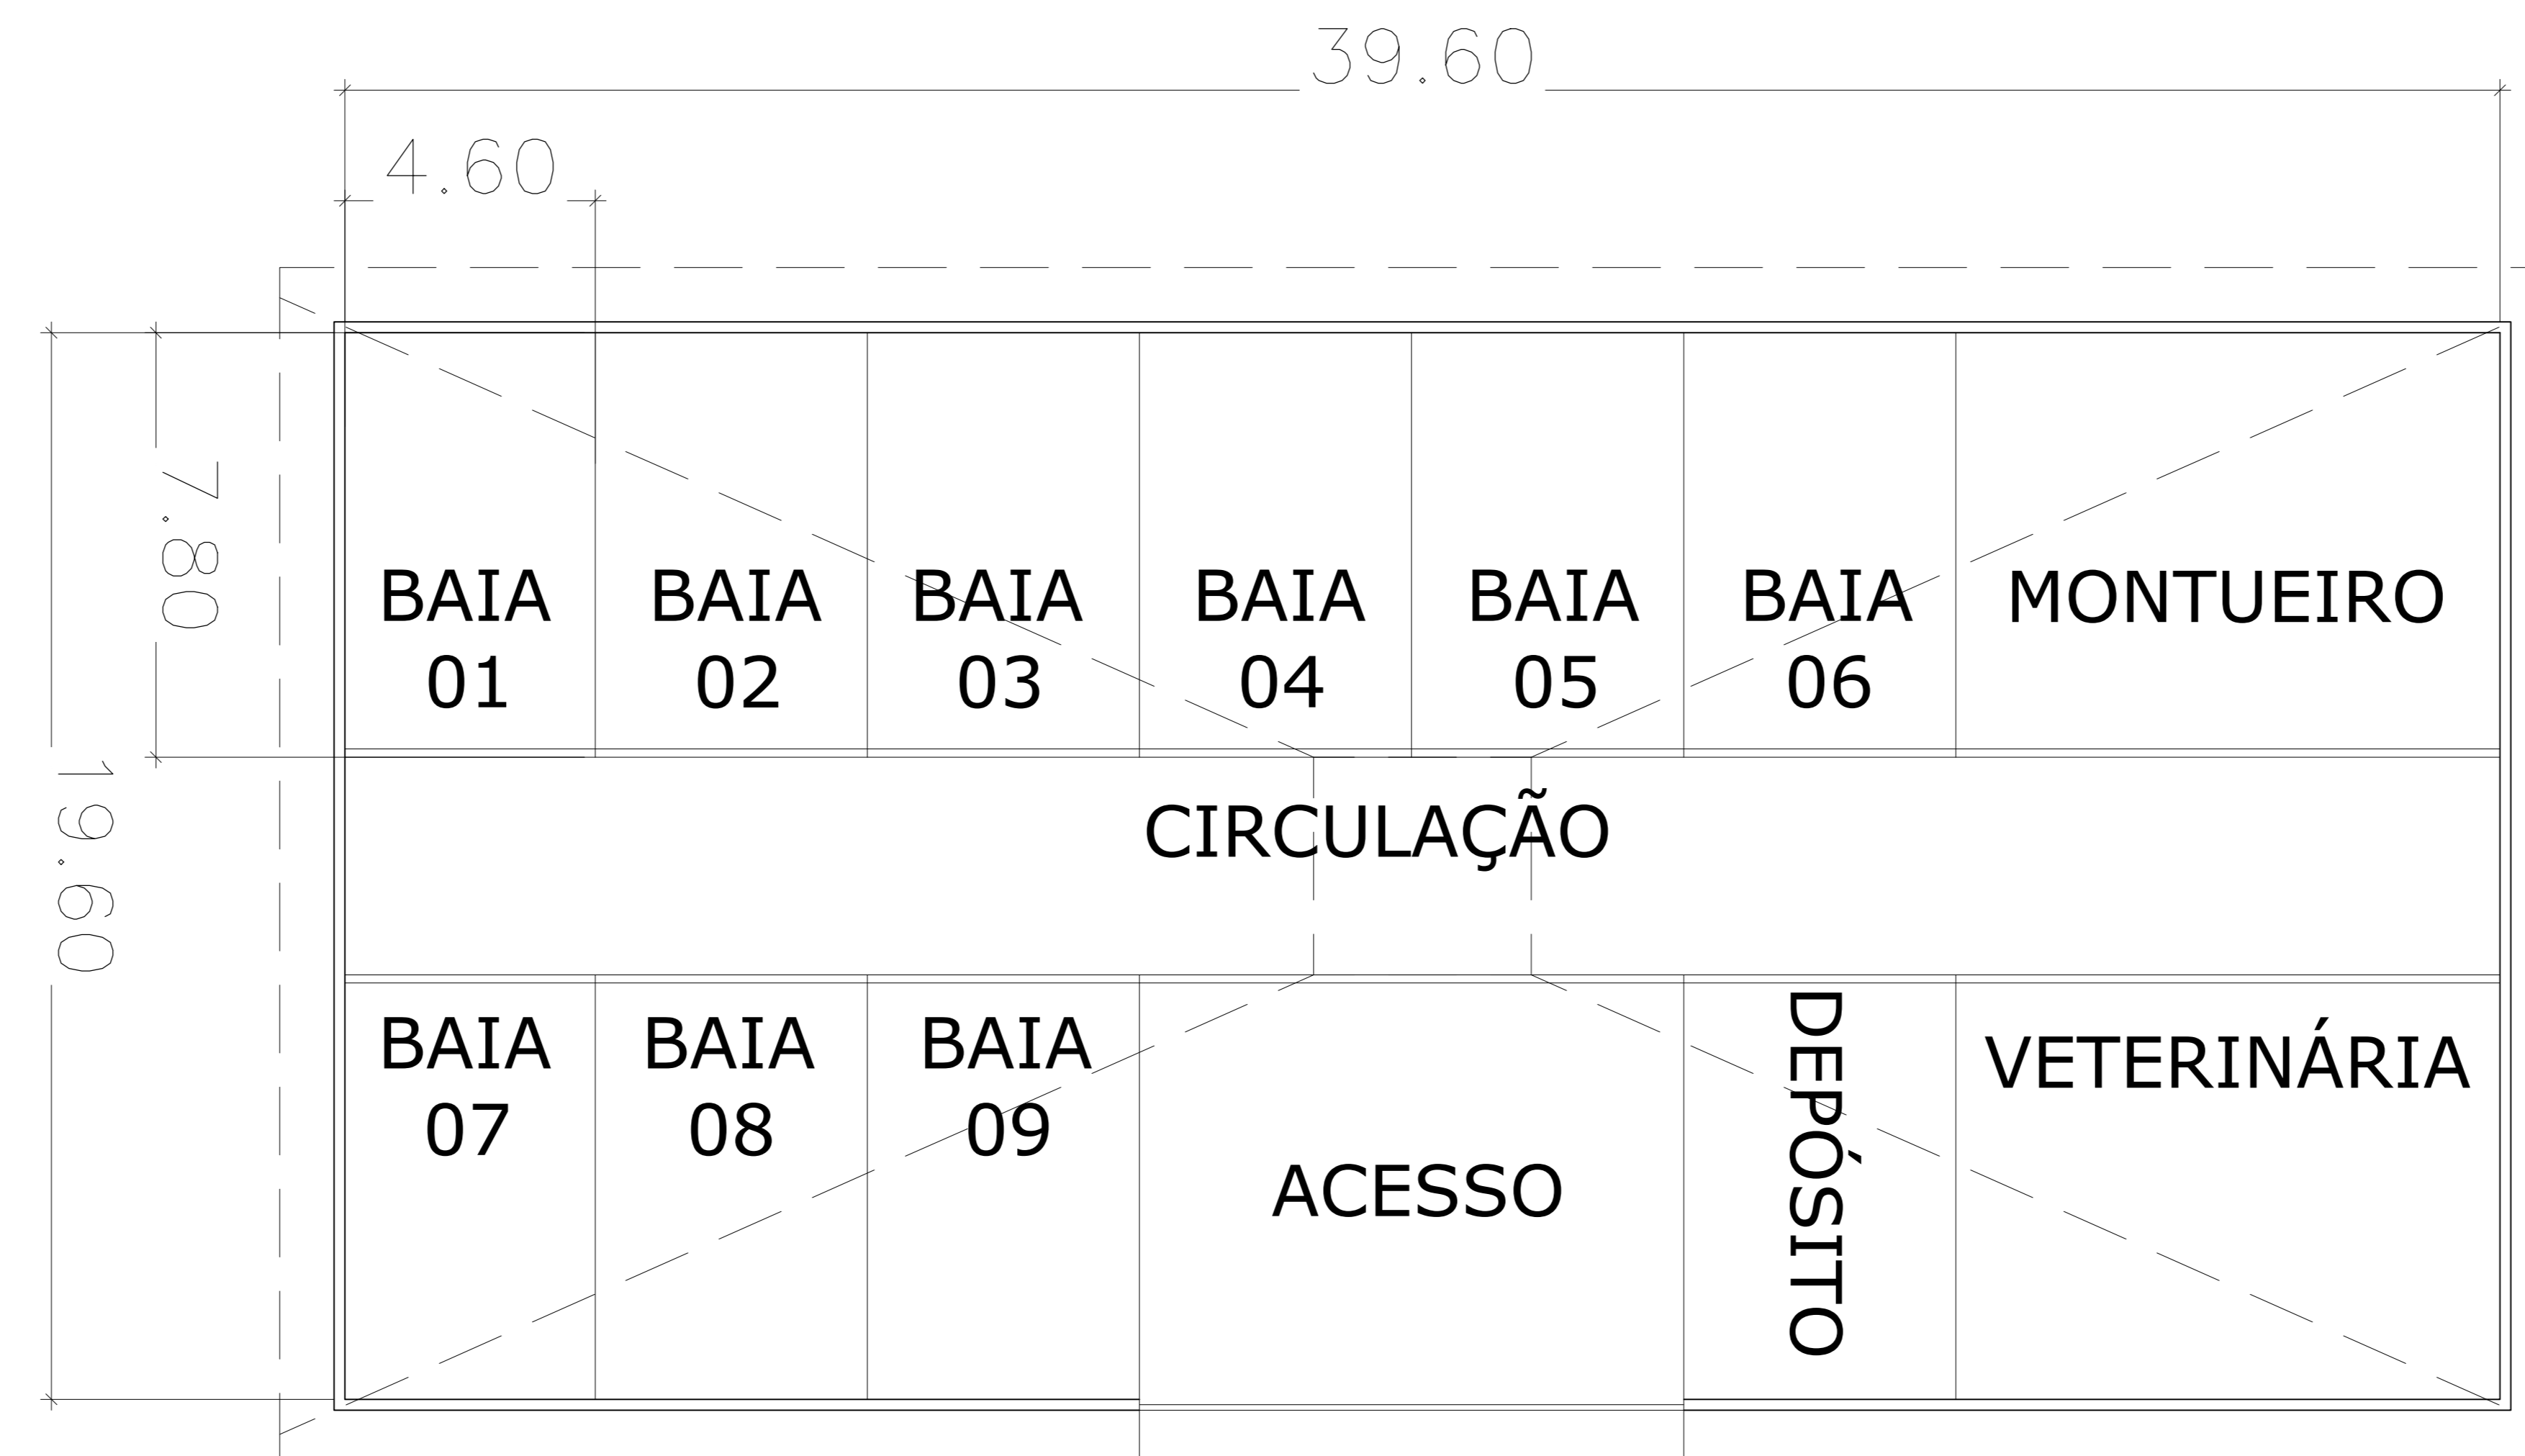 39.60
4.60
7.80
19.60
BAIA
01
BAIA
02
BAIA
03
BAIA
04
BAIA
05
BAIA
06
MONTUEIRO
CIRCULAÇÃO
BAIA
07
BAIA
08
BAIA
09
ACESSO
DEPÓSITO
VETERINÁRIA